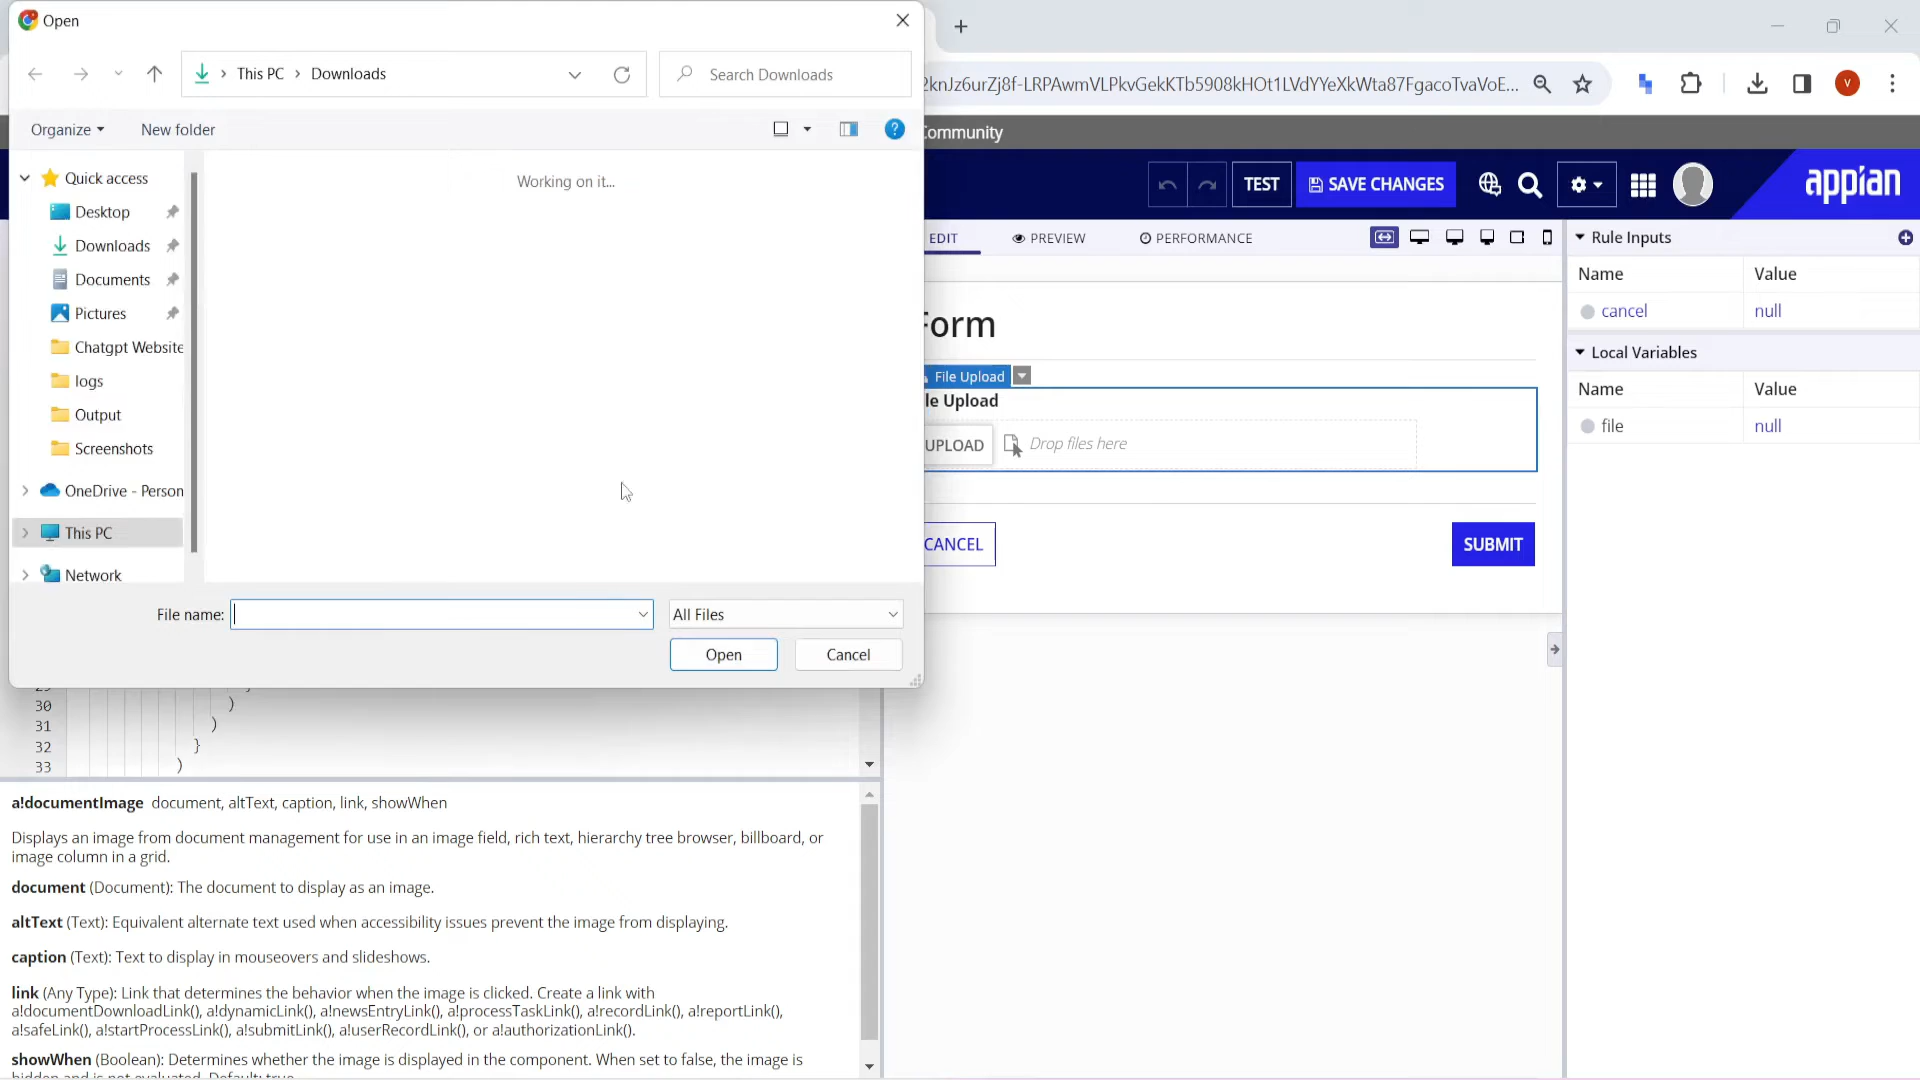 Open
This PC > Downloads
Search Downloads
2knJz6urZj8f-LRPAwmVLPkvGekKTb5908kHOt1LVdYYeXkWta87FgacoTvaVoE...
V
Organize
New folder
Community
Working on it...
Quick access
Desktop
Downloads
Documents
Pictures
Chatgpt Website
logs
Output
Screenshots
OneDrive - Person
This PC
Network
File name:
All Files
Open
Cancel
TEST
SAVE CHANGES
appian
EDIT
PREVIEW
PERFORMANCE
Form
File Upload
le Upload
UPLOAD
Drop files here
CANCEL
SUBMIT
Rule Inputs
Name Value
cancel null
Local Variables
Name Value
file null
30 )
31 )
32 }
33 )
a!documentImage document, altText, caption, link, showWhen
Displays an image from document management for use in an image field, rich text, hierarchy tree browser, billboard, or
image column in a grid.
document (Document): The document to display as an image.
altText (Text): Equivalent alternate text used when accessibility issues prevent the image from displaying.
caption (Text): Text to display in mouseovers and slideshows.
link (Any Type): Link that determines the behavior when the image is clicked. Create a link with
a!documentDownloadLink(), a!dynamicLink(), a!newsEntryLink(), a!processTaskLink(), a!recordLink(), a!reportLink(),
a!safeLink(), a!startProcessLink(), a!submitLink(), a!userRecordLink(), or a!authorizationLink().
showWhen (Boolean): Determines whether the image is displayed in the component. When set to false, the image is